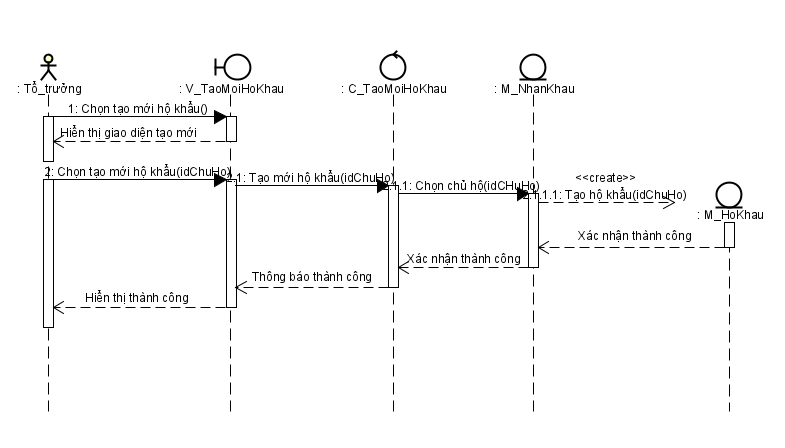 : Tổ_trưởng
: V_TaoMoiHoKhau
: C_TaoMoiHoKhau
: M_NhanKhau
1: Chọn tạo mới hộ khẩu()
Hiển thị giao diện tạo mới
2: Chọn tạo mới hộ khẩu(idChuHo)
2.1: Tạo mới hộ khẩu(idChuHo)
2.1.1: Chọn chủ hộ(idCHuHo)
<<create>>
2.1.1.1: Tạo hộ khẩu(idChuHo)
: M_HoKhau
Xác nhận thành công
Xác nhận thành công
Thông báo thành công
Hiển thị thành công